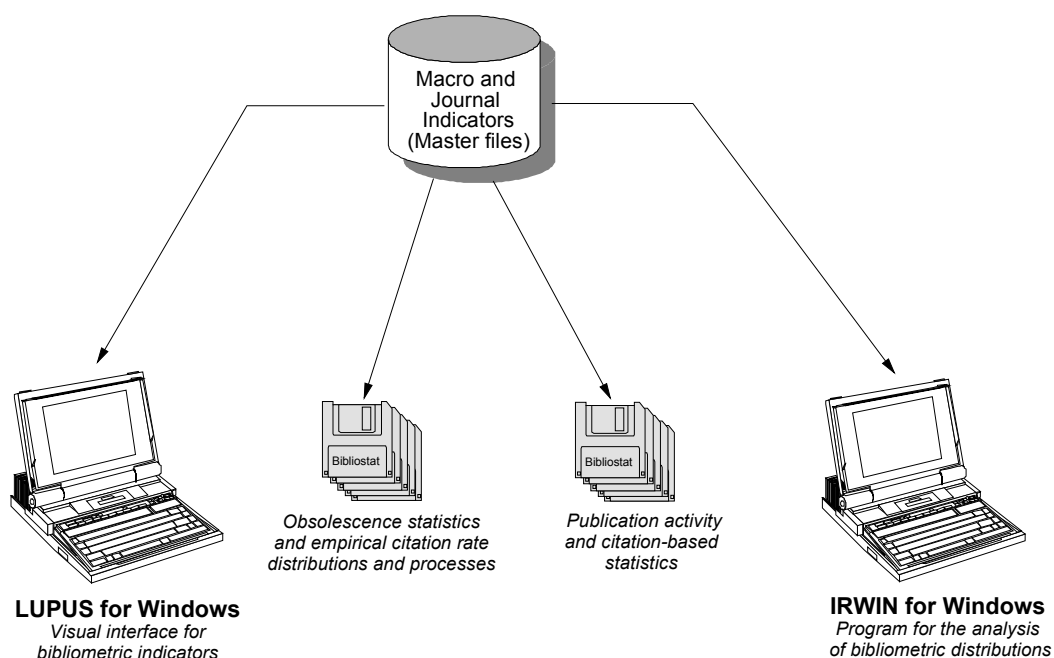 Macro and
Journal
Indicators
(Master files)
Bibliostat
Bibliostat
Obsolescence statistics
and empirical citation rate
distributions and processes
Publication activity
and citation-based
statistics
LUPUS for Windows
Visual interface for
bibliometric indicators
IRWIN for Windows
Program for the analysis
of bibliometric distributions